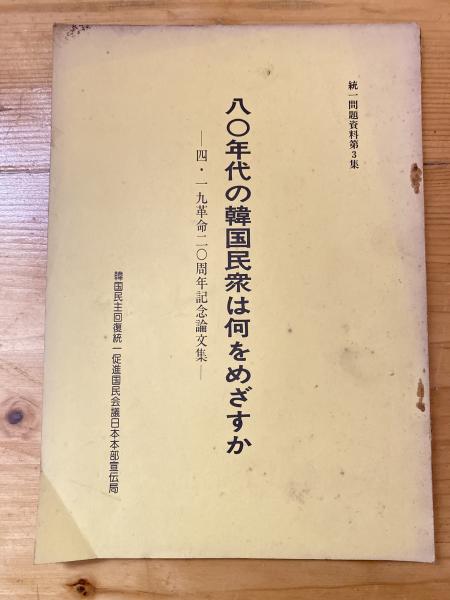 統一問題資料第3集
八〇年代の韓国民衆は何をめざすか
―四・一九革命二〇周年記念論文集―
韓国民主回復統一促進国民会議日本本部宣伝局